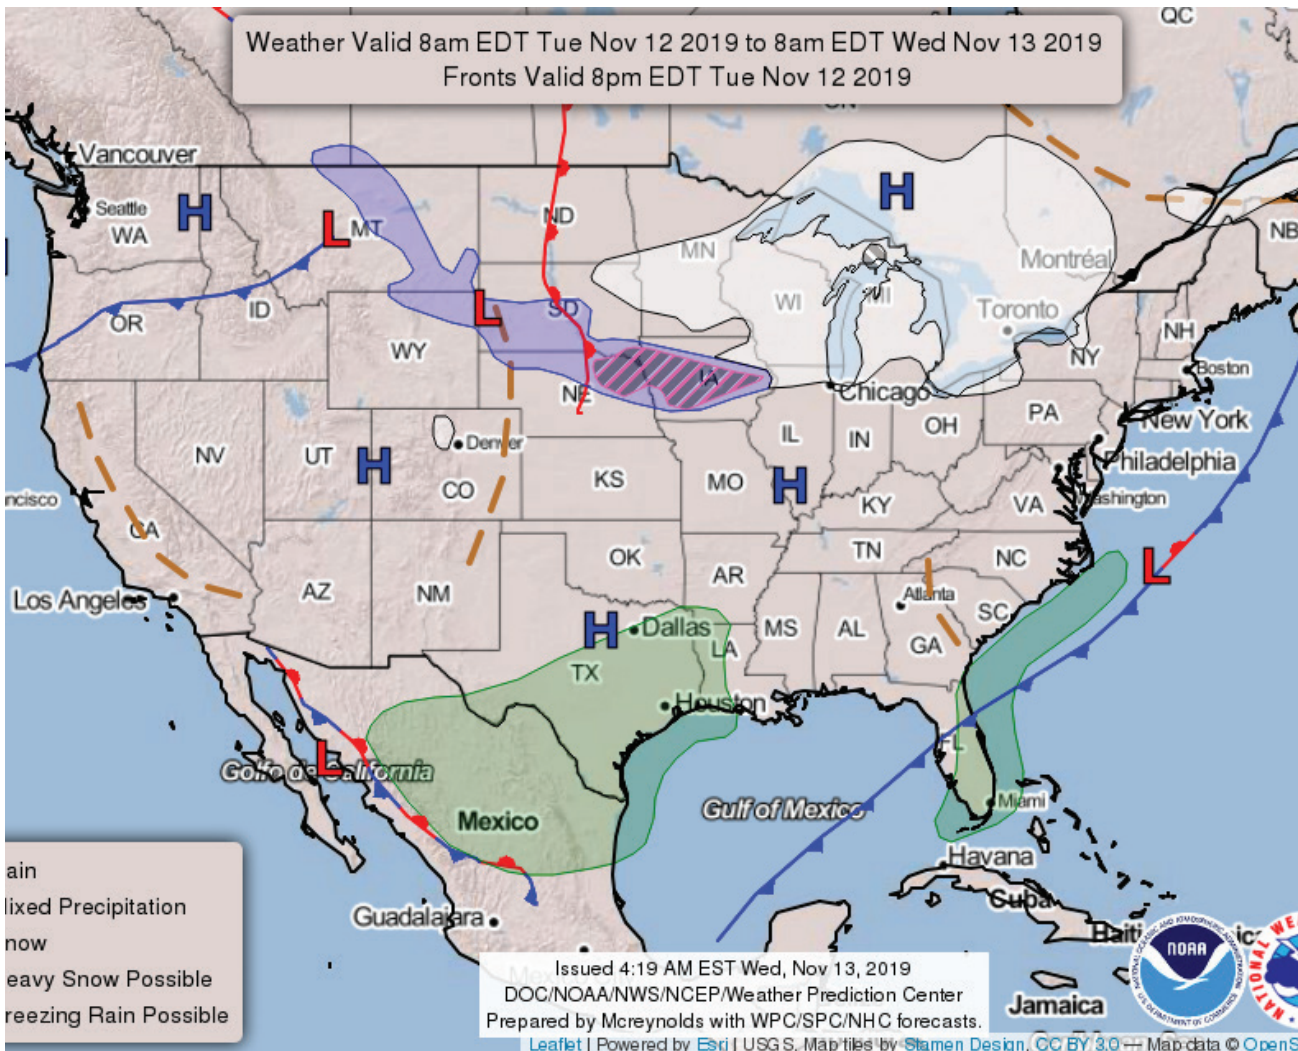 Weather Valid 8am EDT Tue Nov 12 2019 to 8am EDT Wed Nov 13 2019
Fronts Valid 8pm EDT Tue Nov 12 2019
QC
ON
Vancouver
Seattle
WA
H
L
MT
ND
MN
H
Montréal
NB
OR
ID
L
SD
WI
MI
Toronto
NH
NY
Boston
WY
NE
IA
Chicago
PA
New York
NV
UT
H
Denver
CO
KS
MO
IL
IN
OH
H
Philadelphia
Washington
ncisco
CA
KY
VA
OK
TN
NC
L
Los Angeles
AZ
NM
AR
Atlanta
SC
H
Dallas
MS
AL
GA
LA
TX
Houston
FL
L
Golfo de California
Mexico
Gulf of Mexico
Miami
Havana
Cuba
Guadalajara
Haiti
Jamaica
ain
lixed Precipitation
now
eavy Snow Possible
reezing Rain Possible
Issued 4:19 AM EST Wed, Nov 13, 2019
DOC/NOAA/NWS/NCEP/Weather Prediction Center
Prepared by Mcreynolds with WPC/SPC/NHC forecasts.
Leaflet | Powered by Esri | USGS, Map tiles by Stamen Design, CC BY 3.0 — Map data © OpenS
NOAA
NATIONAL WE